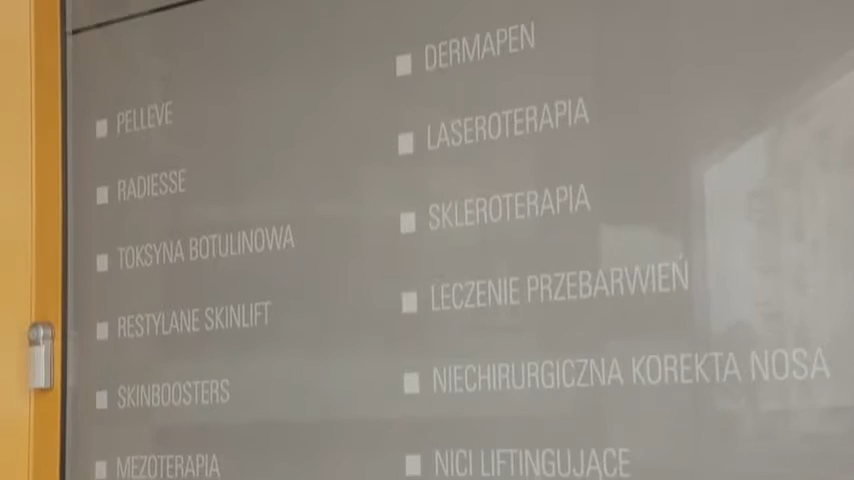 PELLEVE
RADIESSE
TOKSYNA BOTULINOWA
RESTYLANE SKINLIFT
SKINBOOSTERS
MEZOTERAPIA
DERMAPEN
LASEROTERAPIA
SKLEROTERAPIA
LECZENIE PRZEBARWIEŃ
NIECHIRURGICZNA KOREKTA NOSA
NICI LIFTINGUJĄCE